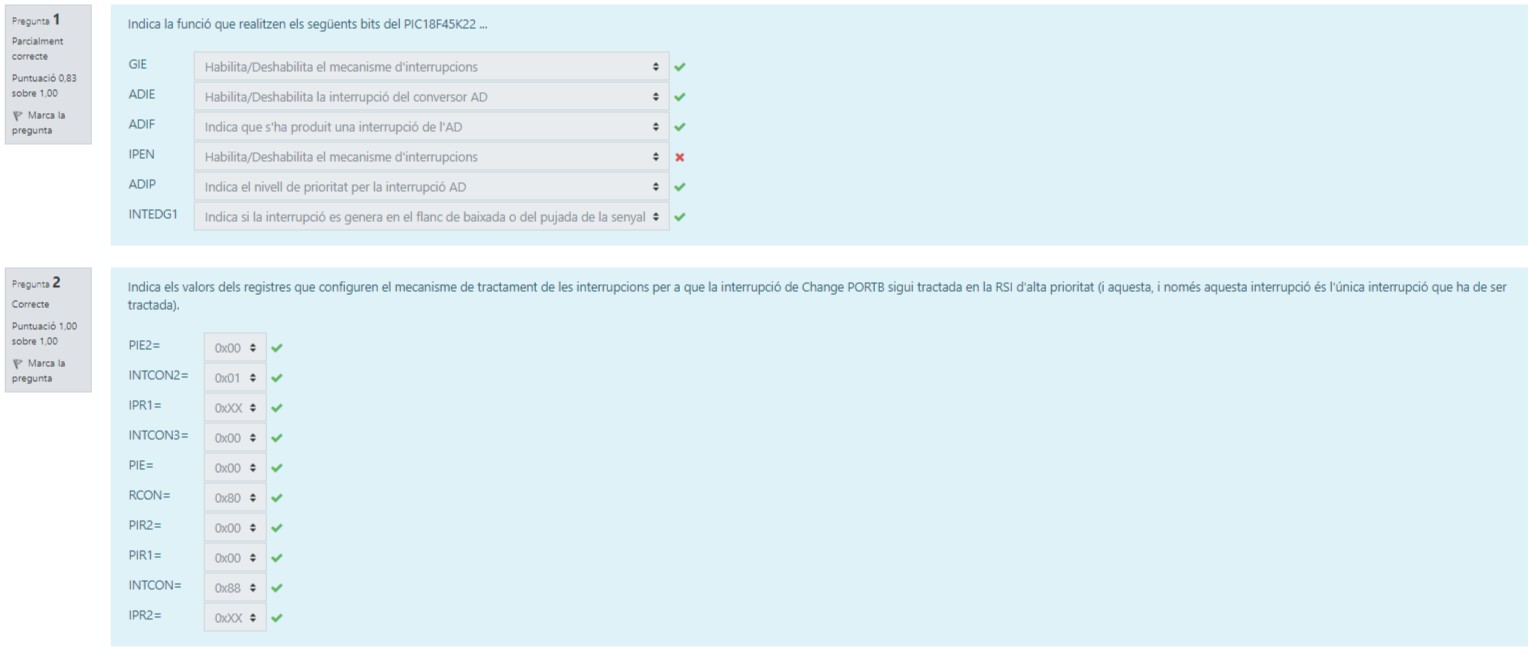 Pregunta 1
Parcialment
correcte
Puntuació 0,83
sobre 1,00
Marca la
pregunta
Indica la funció que realitzen els següents bits del PIC18F45K22 ...
GIE Habilita/Deshabilita el mecanisme d'interrupcions
ADIE Habilita/Deshabilita la interrupció del conversor AD
ADIF Indica que s'ha produit una interrupció de l'AD
IPEN Habilita/Deshabilita el mecanisme d'interrupcions
ADIP Indica el nivell de prioritat per la interrupció AD
INTEDG1 Indica si la interrupció es genera en el flanc de baixada o del pujada de la senyal
Pregunta 2
Correcte
Puntuació 1,00
sobre 1,00
Marca la
pregunta
Indica els valors dels registres que configuren el mecanisme de tractament de les interrupcions per a que la interrupció de Change PORTB sigui tractada en la RSI d'alta prioritat (i aquesta, i només aquesta interrupció és l'única interrupció que ha de ser
tractada).
PIE2= 0x00
INTCON2= 0x01
IPR1= 0xXX
INTCON3= 0x00
PIE= 0x00
RCON= 0x80
PIR2= 0x00
PIR1= 0x00
INTCON= 0x88
IPR2= 0xXX